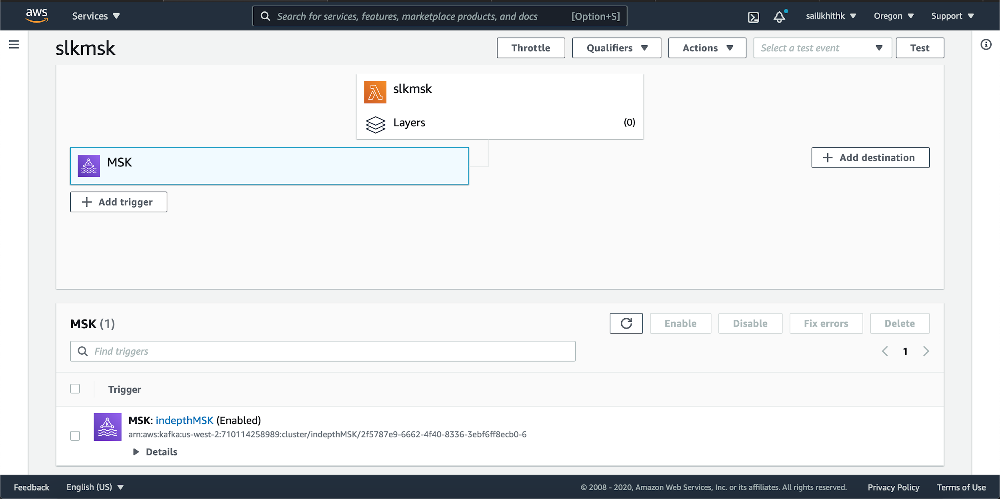 aws Services Search for services, features, marketplace products, and docs [Option+S] sailikhithk Oregon Support
slkmsk Throttle Qualifiers Actions Select a test event Test
slkmsk
Layers (0)
MSK
Add destination
Add trigger
MSK (1) Enable Disable Fix errors Delete
Find triggers 1
Trigger
MSK: indepthMSK (Enabled)
arn:aws:kafka:us-west-2:710114258989:cluster/indepthMSK/2f5787e9-6662-4f40-8336-3ebf6ff8ecb0-6
Details
Feedback English (US) © 2008 - 2020, Amazon Web Services, Inc. or its affiliates. All rights reserved. Privacy Policy Terms of Use